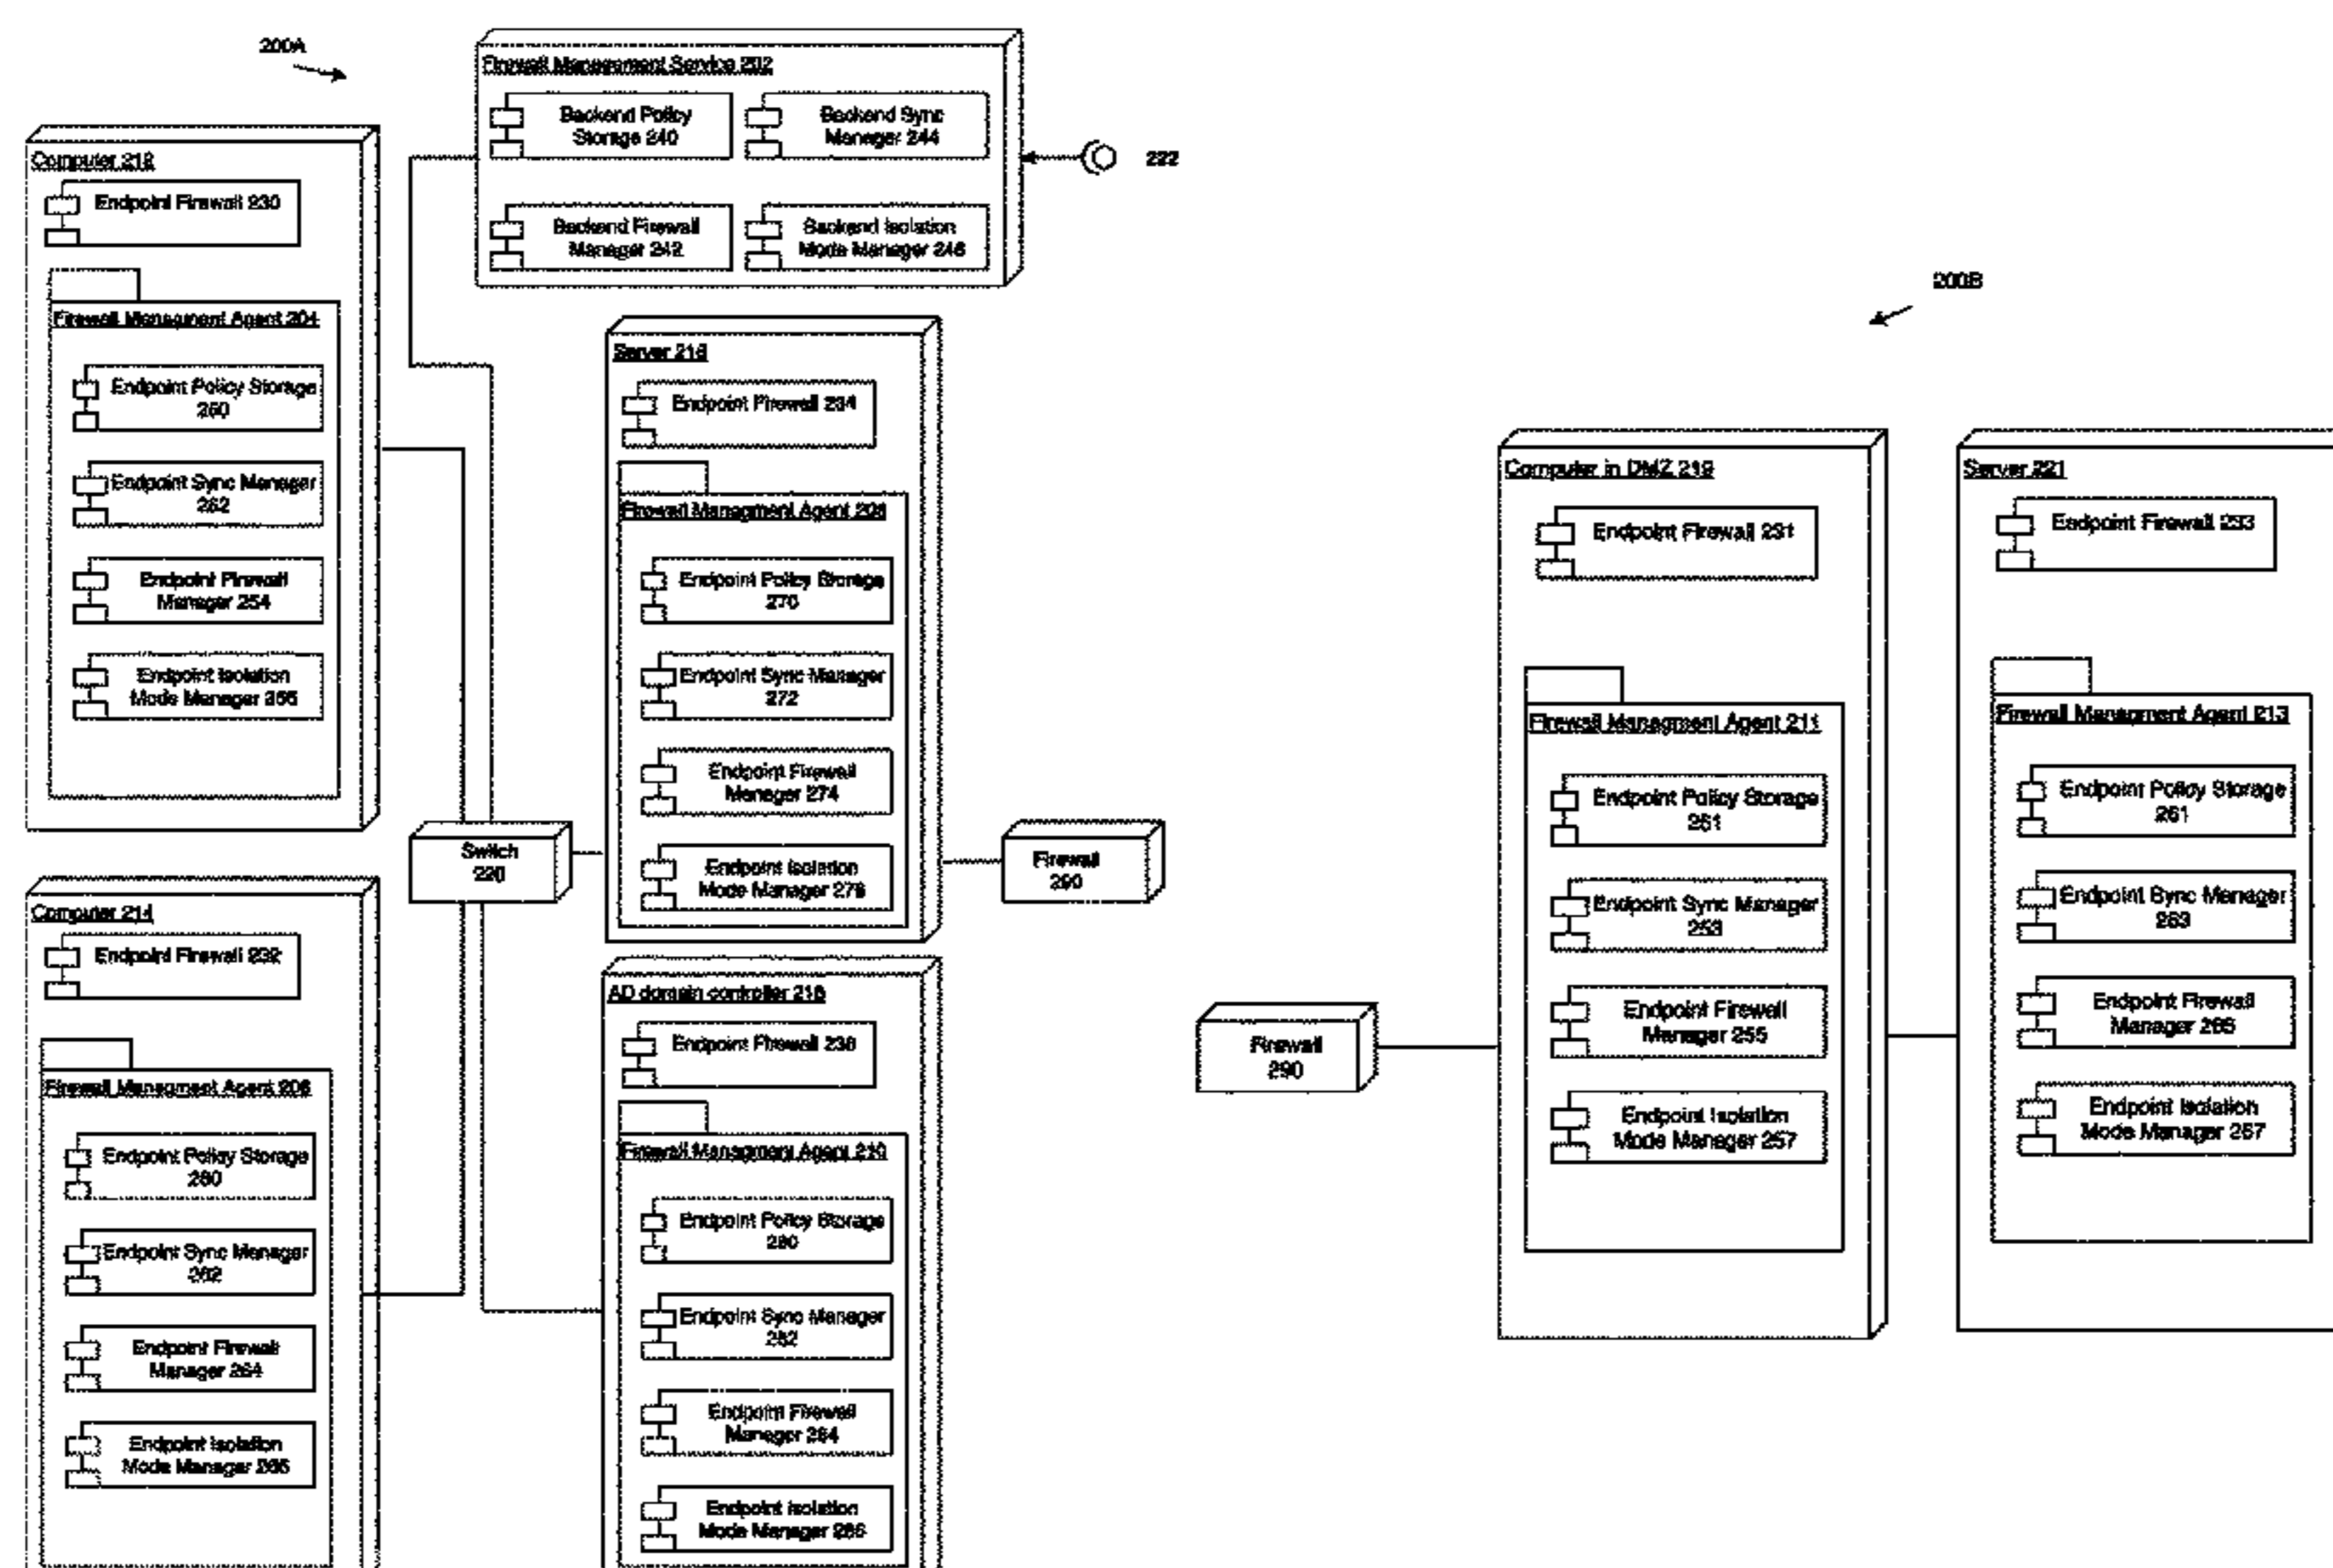 200A
Firewall Management Service 202
Backend Policy
Storage 240
Backend Sync
Manager 244
Backend Firewall
Manager 242
Backend Isolation
Mode Manager 246
222
Computer 212
Endpoint Firewall 230
Firewall Managment Agent 204
Endpoint Policy Storage
250
Endpoint Sync Manager
252
Endpoint Firewall
Manager 254
Endpoint Isolation
Mode Manager 256
Server 216
Endpoint Firewall 234
Firewall Managment Agent 208
Endpoint Policy Storage
270
Endpoint Sync Manager
272
Endpoint Firewall
Manager 274
Endpoint Isolation
Mode Manager 276
Switch
220
Firewall
290
Computer 214
Endpoint Firewall 232
Firewall Managment Agent 206
Endpoint Policy Storage
260
Endpoint Sync Manager
262
Endpoint Firewall
Manager 264
Endpoint Isolation
Mode Manager
AD domain controller 218
Endpoint Firewall 236
Firewall Managment Agent 210
Endpoint Policy Storage
280
Endpoint Sync Manager
282
Endpoint Firewall
Manager 284
Endpoint Isolation
Mode Manager 286
200B
Firewall
290
Computer in DMZ 219
Endpoint Firewall 231
Firewall Managment Agent 211
Endpoint Policy Storage
251
Endpoint Sync Manager
253
Endpoint Firewall
Manager 255
Endpoint Isolation
Mode Manager 257
Server 221
Endpoint Firewall 233
Firewall Managment Agent 213
Endpoint Policy Storage
261
Endpoint Sync Manager
263
Endpoint Firewall
Manager 265
Endpoint Isolation
Mode Manager 267